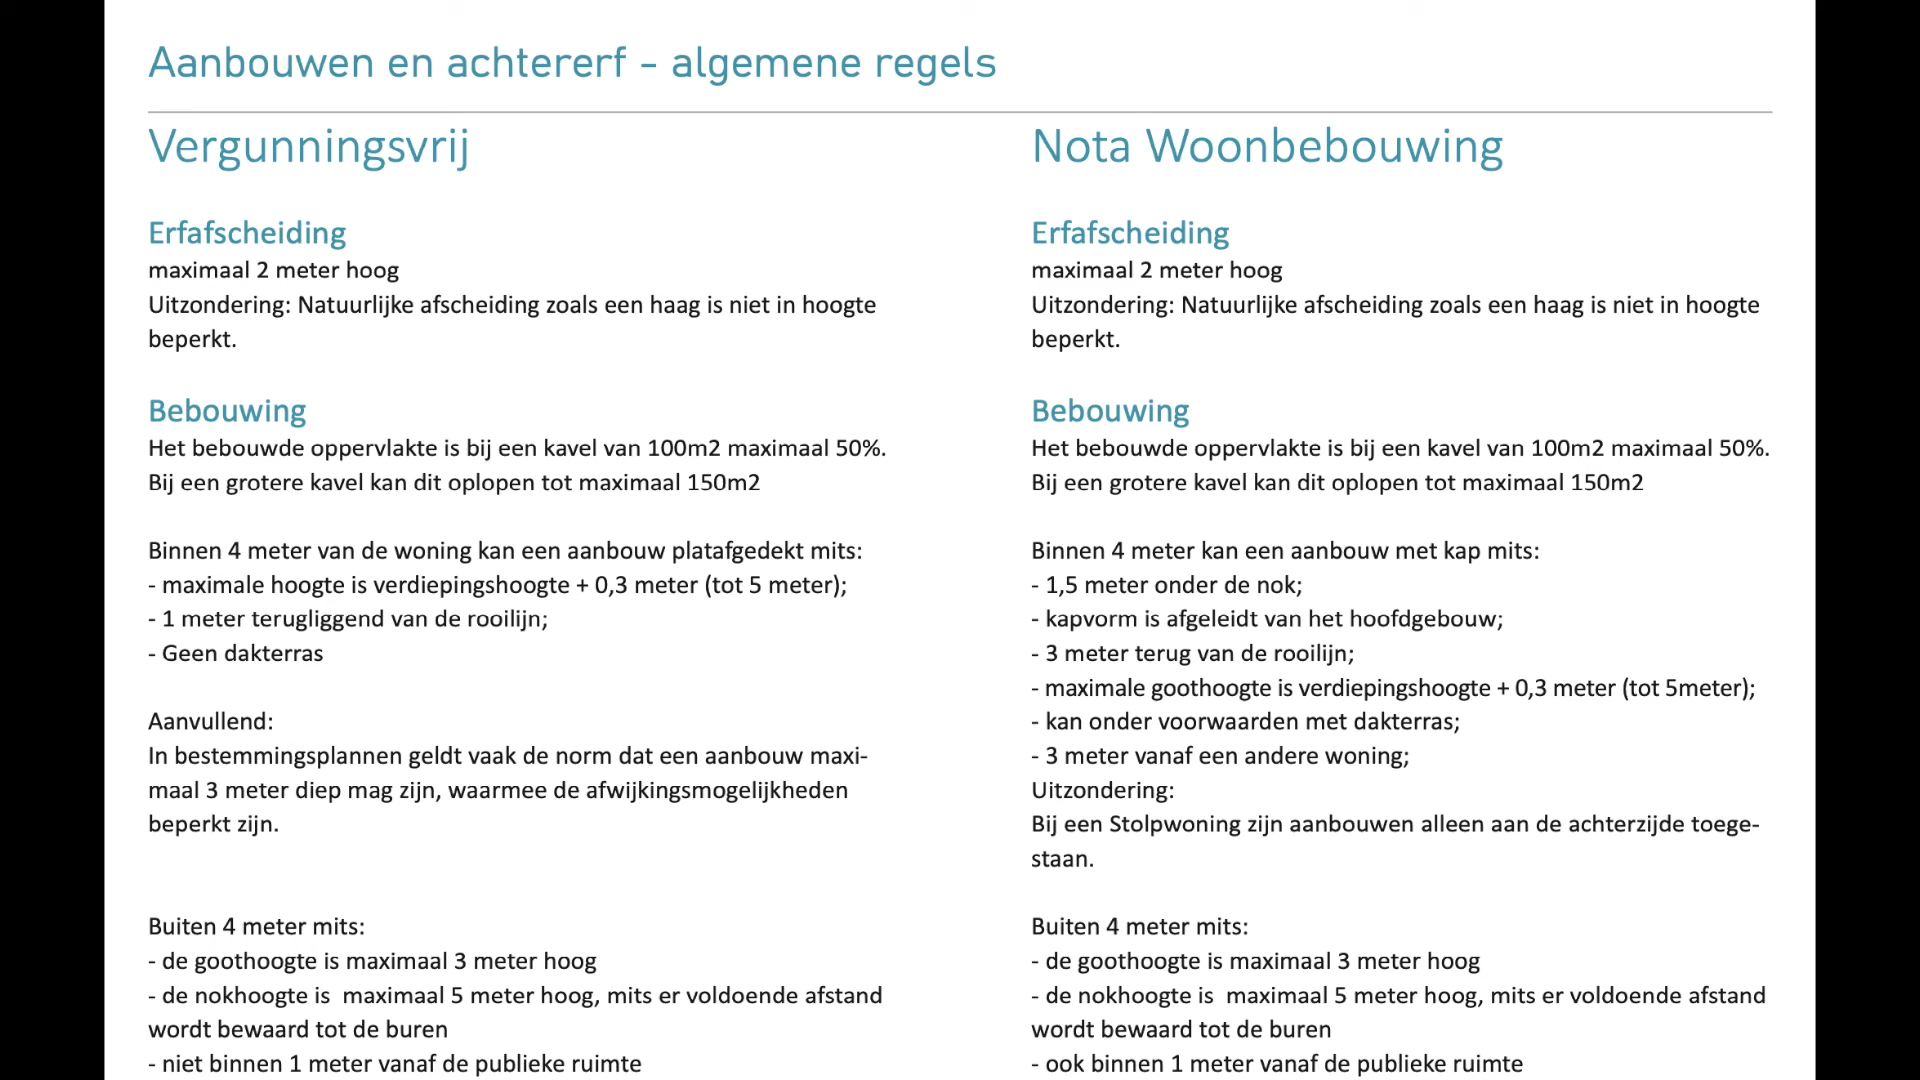 Aanbouwen en achtererf – algemene regels
Vergunningsvrij
Erfafscheiding
maximaal 2 meter hoog
Uitzondering: Natuurlijke afscheiding zoals een haag is niet in hoogte
beperkt.
Bebouwing
Het bebouwde oppervlakte is bij een kavel van 100m2 maximaal 50%.
Bij een grotere kavel kan dit oplopen tot maximaal 150m2
Binnen 4 meter van de woning kan een aanbouw platafgedekt mits:
- maximale hoogte is verdiepingshoogte + 0,3 meter (tot 5 meter);
- 1 meter terugliggend van de rooilijn;
- Geen dakterras
Aanvullend:
In bestemmingsplannen geldt vaak de norm dat een aanbouw maxi-
maal 3 meter diep mag zijn, waarmee de afwijkingsmogelijkheden
beperkt zijn.
Buiten 4 meter mits:
- de goothoogte is maximaal 3 meter hoog
- de nokhoogte is  maximaal 5 meter hoog, mits er voldoende afstand
wordt bewaard tot de buren
- niet binnen 1 meter vanaf de publieke ruimte
Nota Woonbebouwing
Erfafscheiding
maximaal 2 meter hoog
Uitzondering: Natuurlijke afscheiding zoals een haag is niet in hoogte
beperkt.
Bebouwing
Het bebouwde oppervlakte is bij een kavel van 100m2 maximaal 50%.
Bij een grotere kavel kan dit oplopen tot maximaal 150m2
Binnen 4 meter kan een aanbouw met kap mits:
- 1,5 meter onder de nok;
- kapvorm is afgeleidt van het hoofdgebouw;
- 3 meter terug van de rooilijn;
- maximale goothoogte is verdiepingshoogte + 0,3 meter (tot 5meter);
- kan onder voorwaarden met dakterras;
- 3 meter vanaf een andere woning;
Uitzondering:
Bij een Stolpwoning zijn aanbouwen alleen aan de achterzijde toege-
staan.
Buiten 4 meter mits:
- de goothoogte is maximaal 3 meter hoog
- de nokhoogte is  maximaal 5 meter hoog, mits er voldoende afstand
wordt bewaard tot de buren
- ook binnen 1 meter vanaf de publieke ruimte